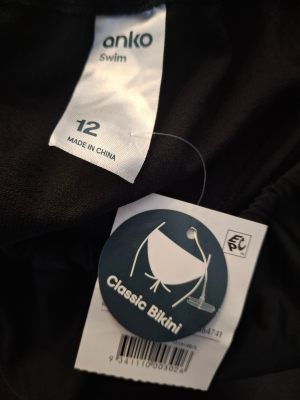 anko
Swim
12
MADE IN CHINA
Classic Bikini